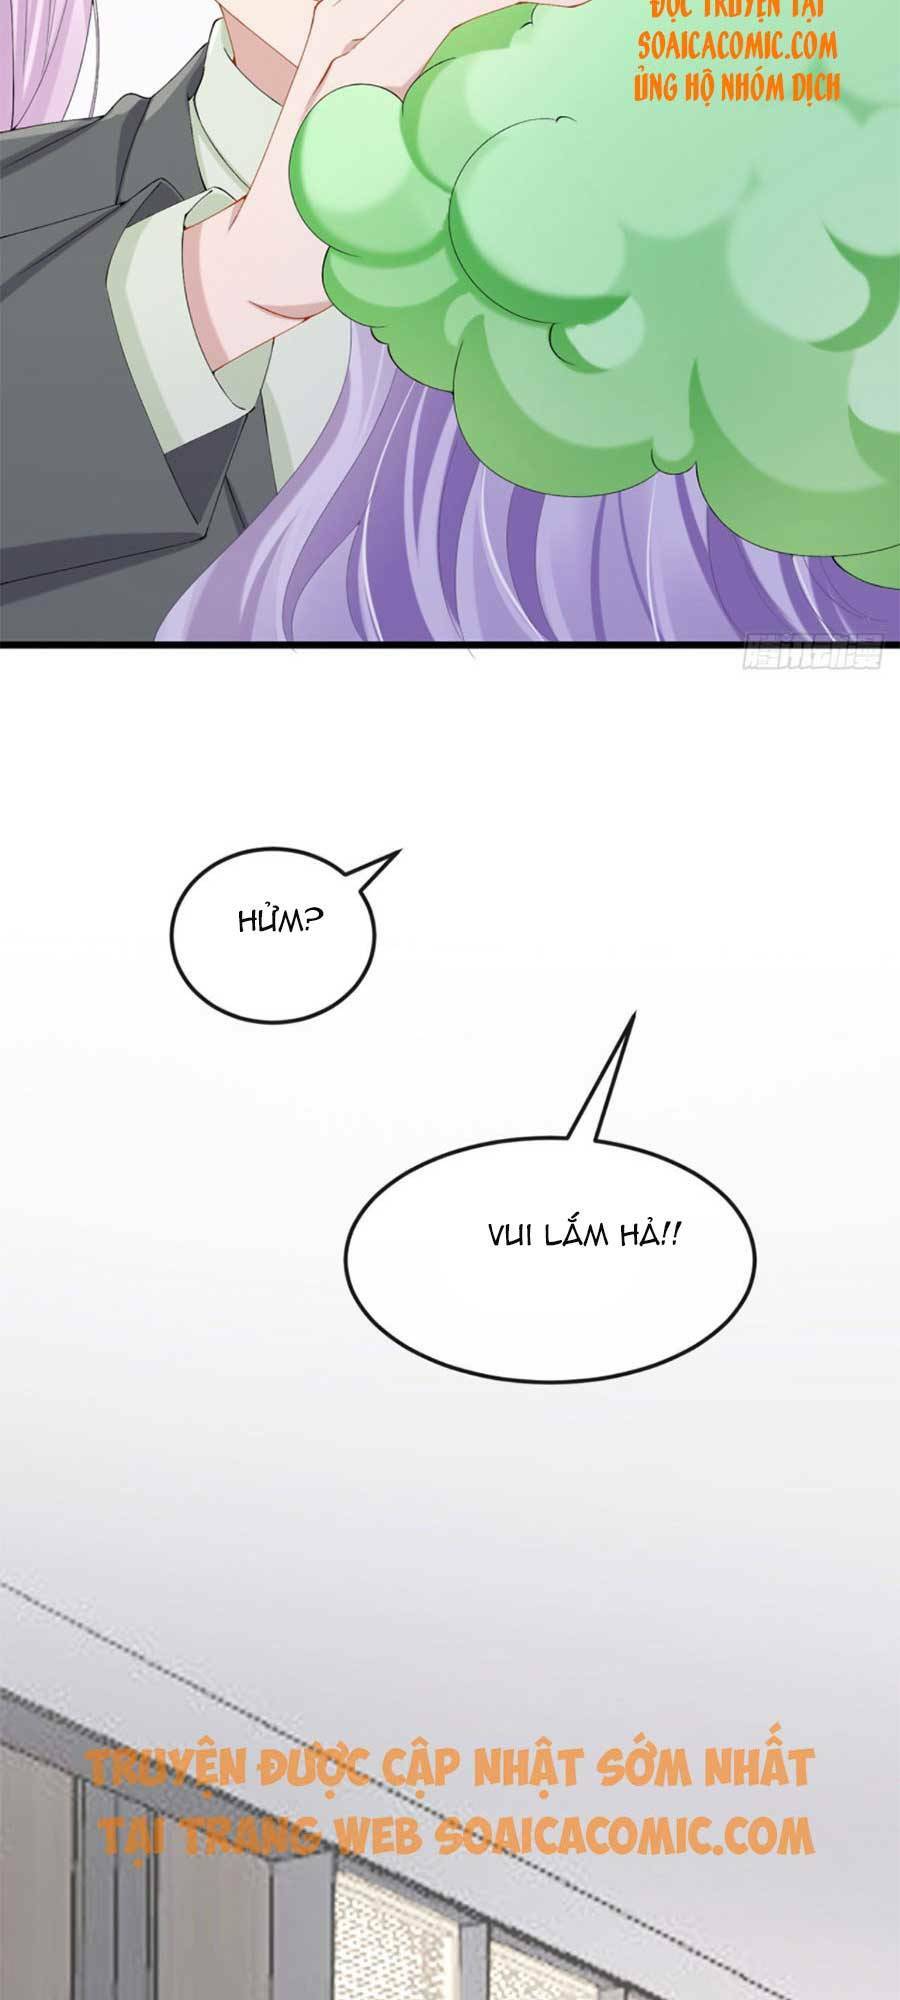 ĐỌC TRUYỆN TẠI
SOAICACOMIC.COM
ỦNG HỘ NHÓM DỊCH
HỬM?
VUI LẮM HẢ!!
TRUYỆN ĐƯỢC CẬP NHẬT SỚM NHẤT
TẠI TRANG WEB SOAICACOMIC.COM